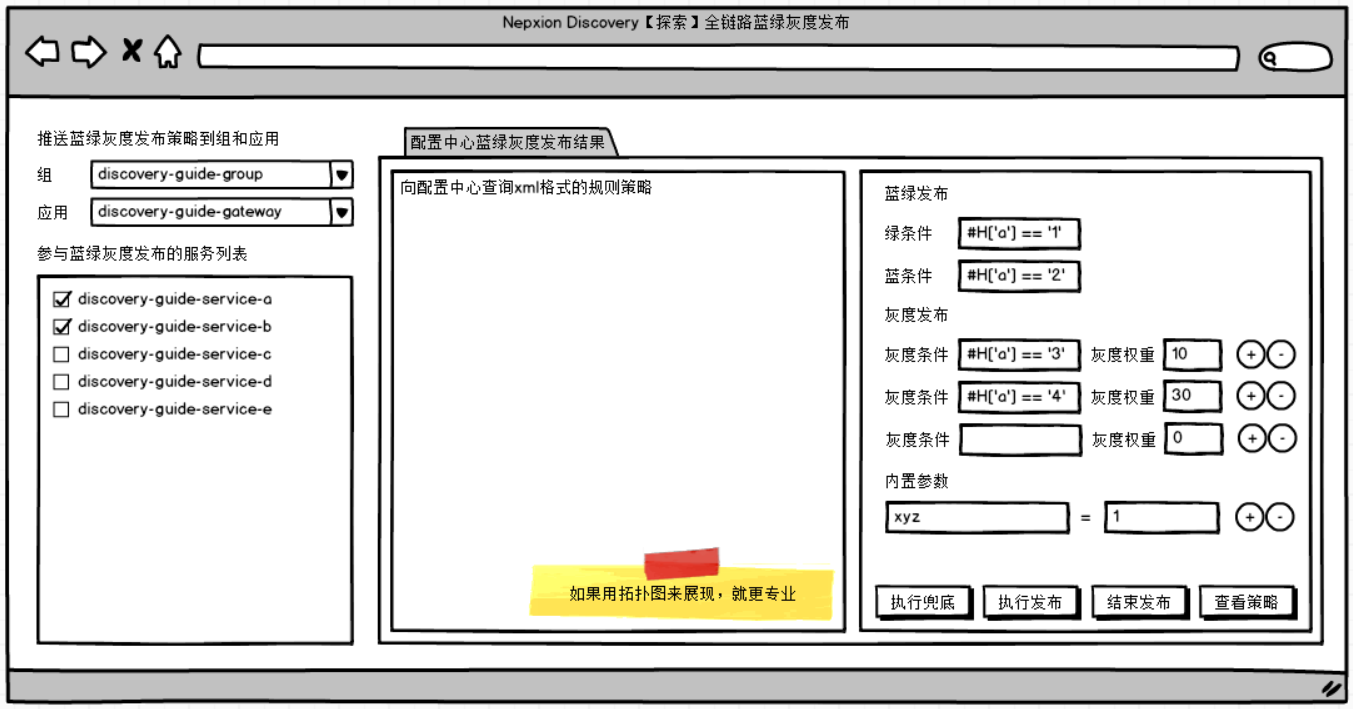 Nepxion Discovery【探索】全链路蓝绿灰度发布
推送蓝绿灰度发布策略到组和应用
组 discovery-guide-group
应用 discovery-guide-gateway
参与蓝绿灰度发布的服务列表
discovery-guide-service-a
discovery-guide-service-b
discovery-guide-service-c
discovery-guide-service-d
discovery-guide-service-e
配置中心蓝绿灰度发布结果
向配置中心查询xml格式的规则策略
如果用拓扑图来展现，就更专业
蓝绿发布
绿条件 #H['a'] == '1'
蓝条件 #H['a'] == '2'
灰度发布
灰度条件 #H['a'] == '3' 灰度权重 10 + -
灰度条件 #H['a'] == '4' 灰度权重 30 + -
灰度条件 灰度权重 0 + -
内置参数
xyz = 1 + -
执行兜底 执行发布 结束发布 查看策略